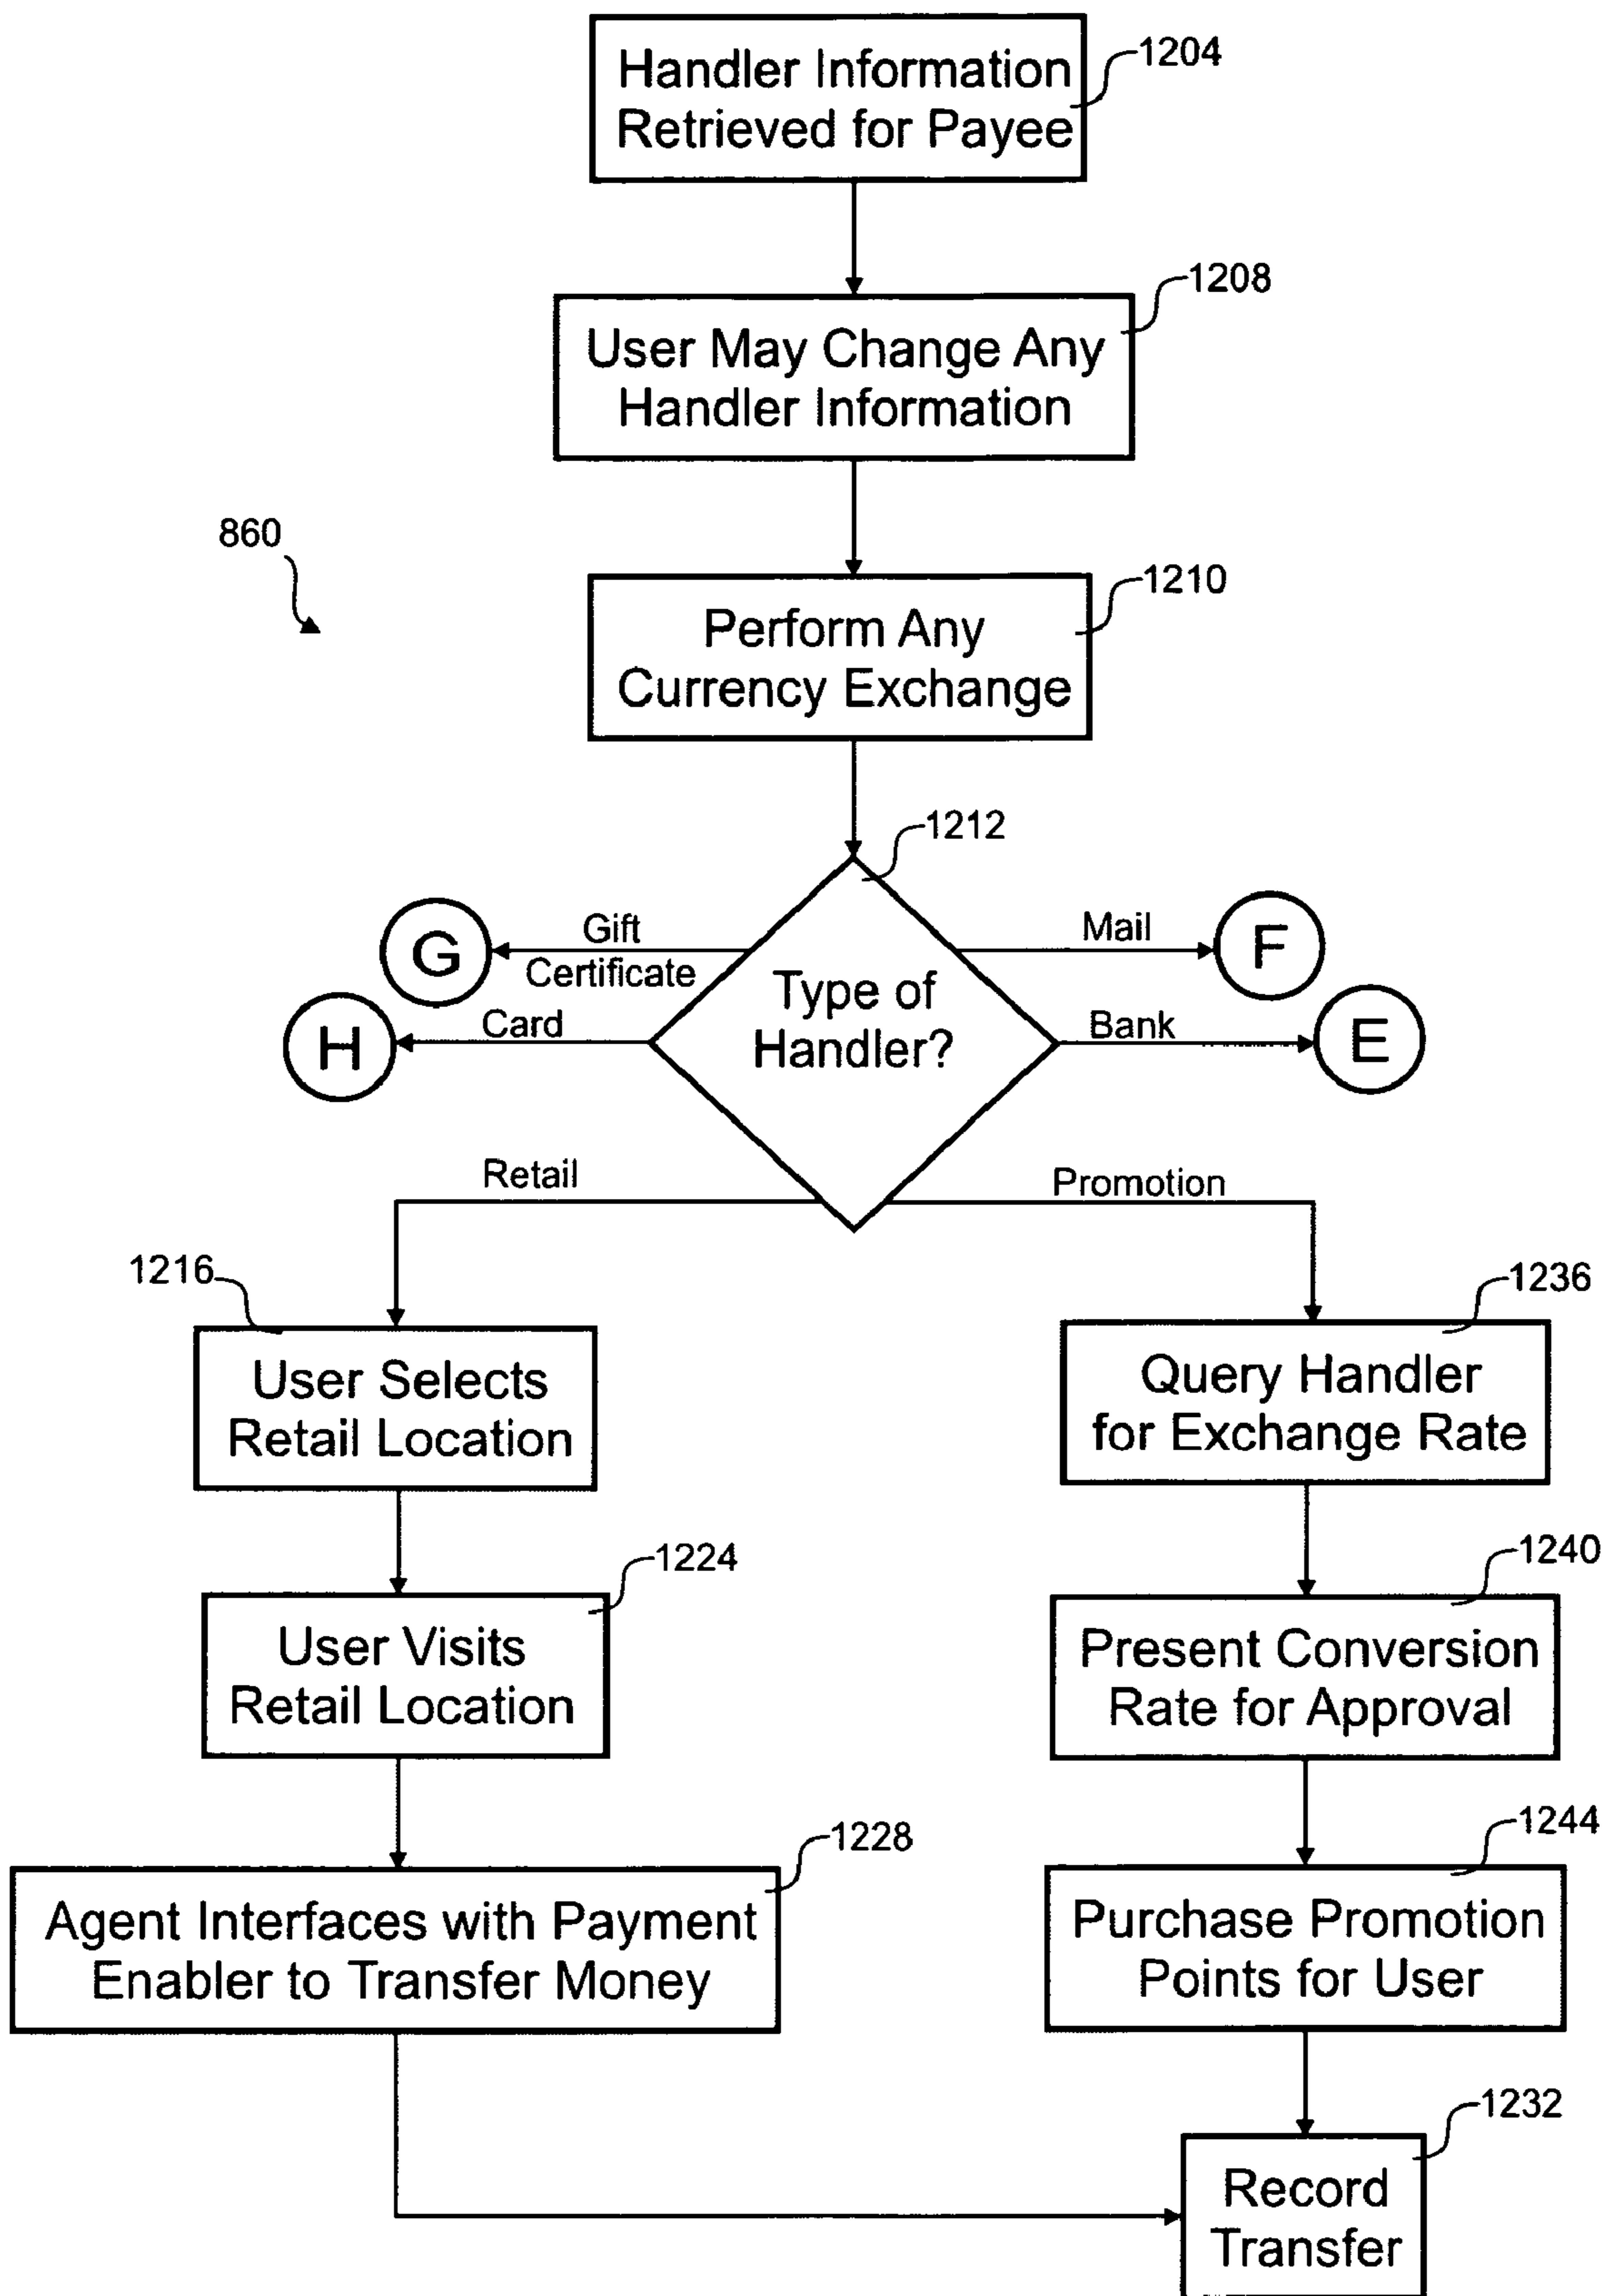 Handler Information
Retrieved for Payee
1204
User May Change Any
Handler Information
1208
860
Perform Any
Currency Exchange
1210
1212
Type of
Handler?
Gift
Certificate
G
Mail
F
Card
H
Bank
E
Retail
Promotion
1216
User Selects
Retail Location
1236
Query Handler
for Exchange Rate
1224
User Visits
Retail Location
1240
Present Conversion
Rate for Approval
1228
Agent Interfaces with Payment
Enabler to Transfer Money
1244
Purchase Promotion
Points for User
1232
Record
Transfer